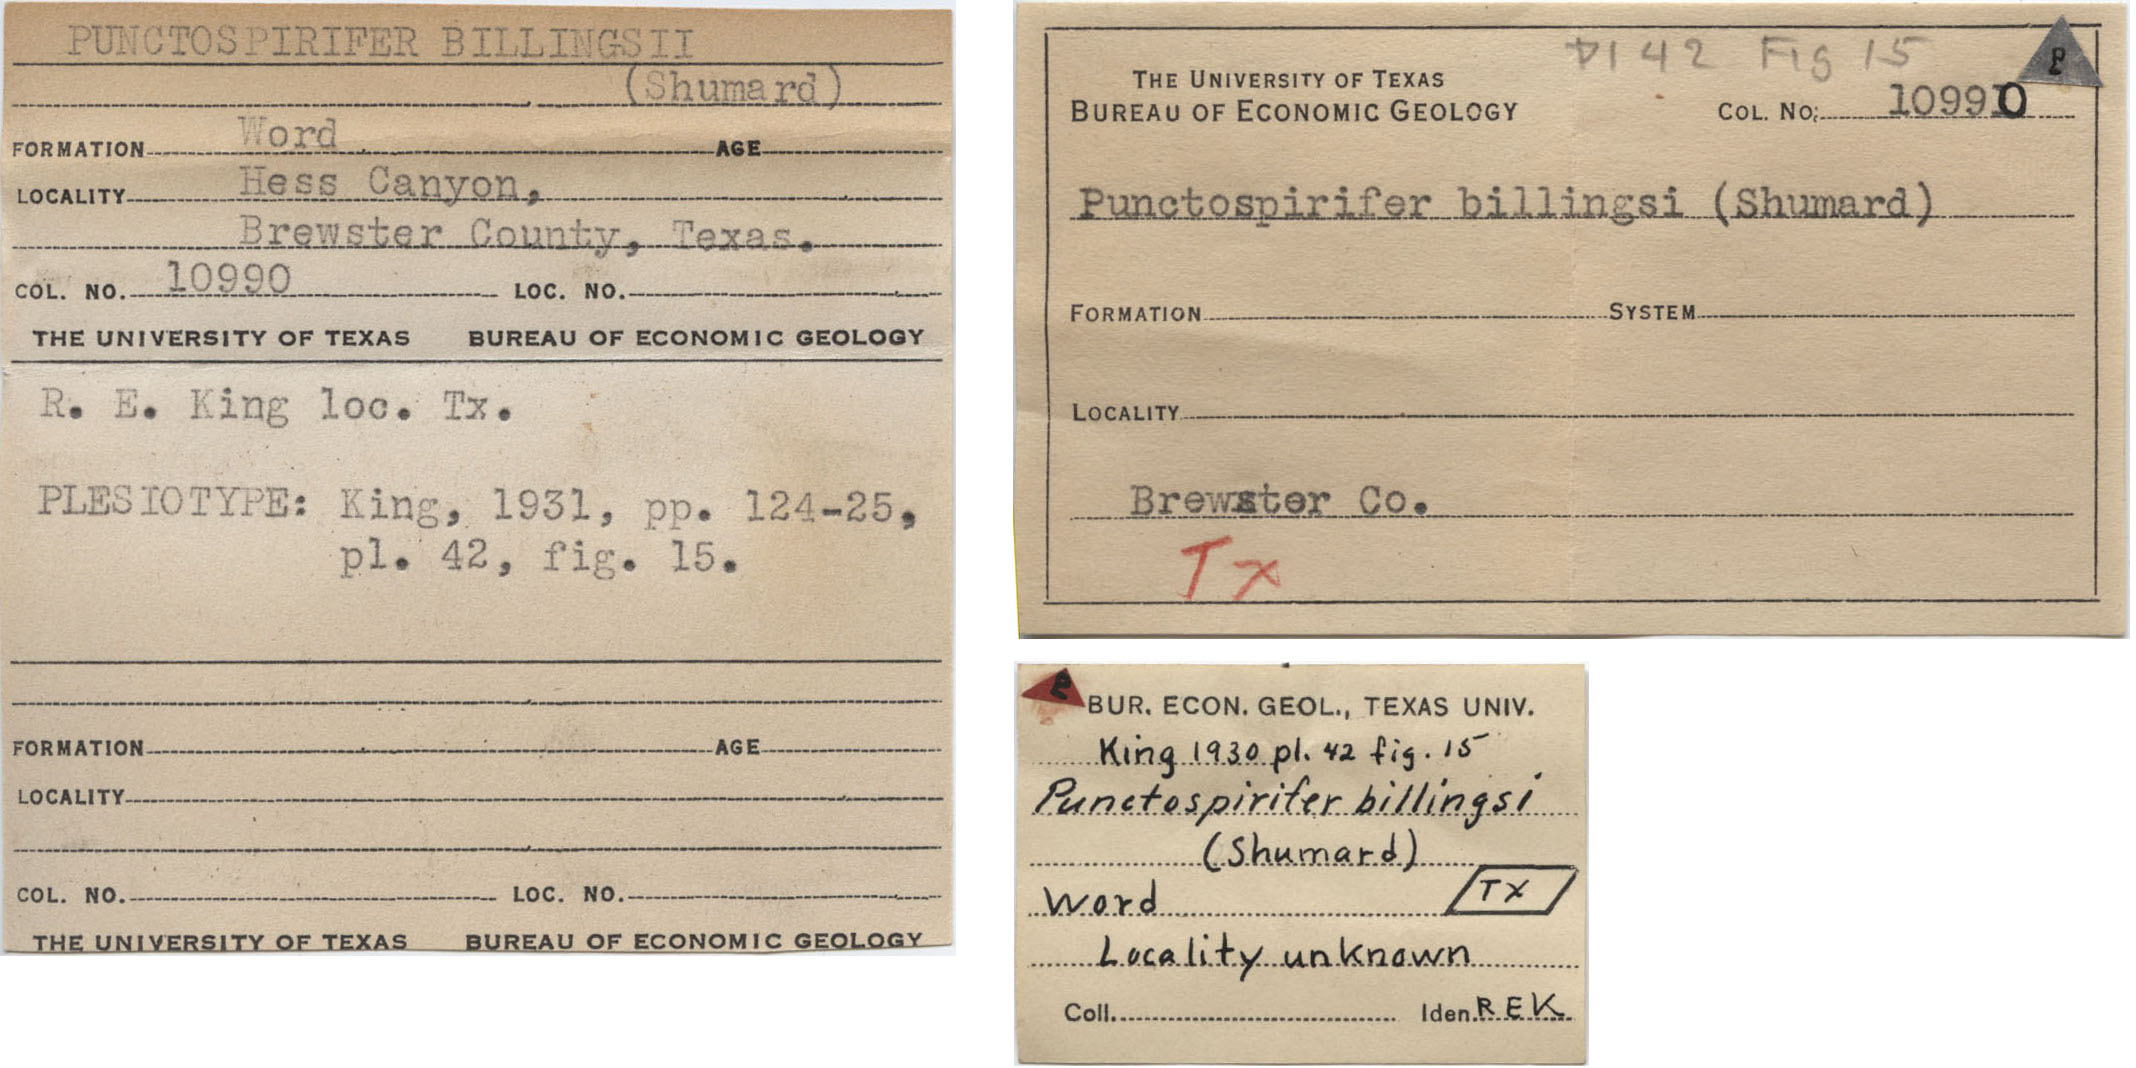 PUNCTOSPIRIFER BILLINGSII
(Shumard)
FORMATION Word AGE
LOCALITY Hess Canyon,
Brewster County, Texas.
COL. NO. 10990 LOC. NO.
THE UNIVERSITY OF TEXAS BUREAU OF ECONOMIC GEOLOGY
R. E. King loc. Tx.
PLESIOTYPE: King, 1931, pp. 124-25,
pl. 42, fig. 15.
FORMATION AGE
LOCALITY
COL. NO. LOC. NO.
THE UNIVERSITY OF TEXAS BUREAU OF ECONOMIC GEOLOGY
pl 42 Fig 15
P
THE UNIVERSITY OF TEXAS
BUREAU OF ECONOMIC GEOLOGY COL. NO. 10990
Punctospirifer billingsi (Shumard)
FORMATION SYSTEM
LOCALITY
Brewster Co.
Tx
P
BUR. ECON. GEOL., TEXAS UNIV.
King 1930 pl. 42 fig. 15
Punctospirifer billingsi
(Shumard)
Word TX
Locality unknown
Coll. Iden. REK